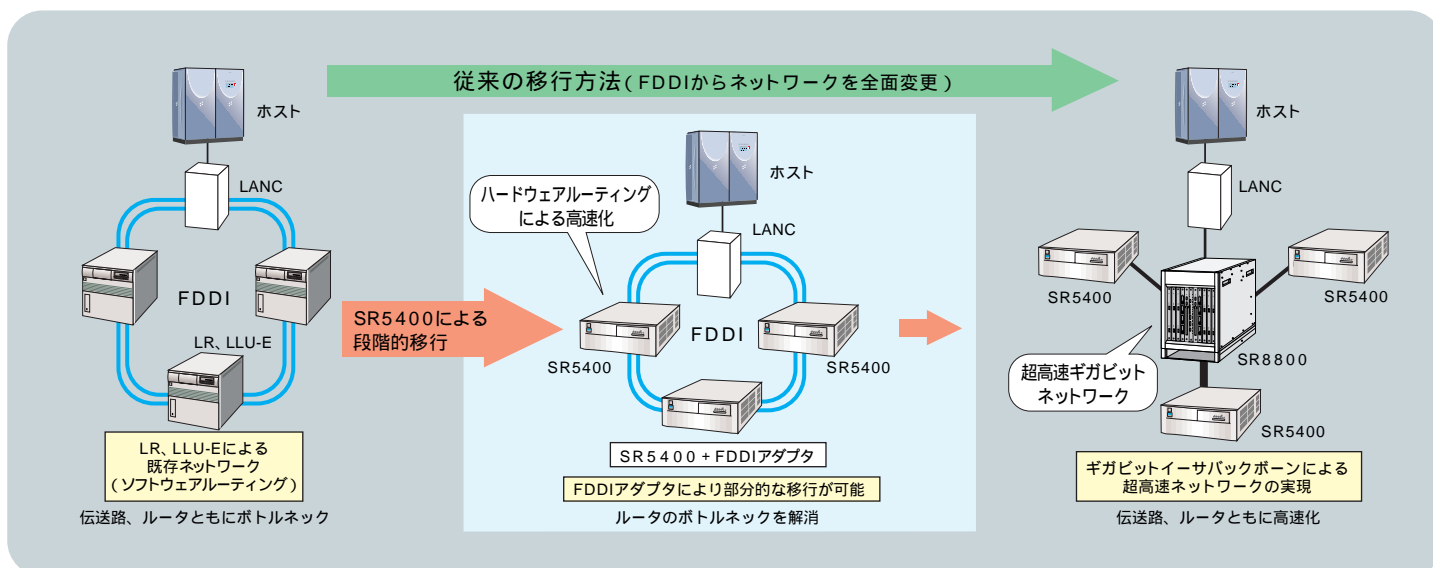 従来の移行方法(FDDIからネットワークを全面変更)
ホスト
LANC
FDDI
LR、LLU-E
LR、LLU-Eによる
既存ネットワーク
(ソフトウェアルーティング)
伝送路、ルータともにボトルネック
SR5400による
段階的移行
ホスト
ハードウェアルーティング
による高速化
LANC
FDDI
SR5400
SR5400
SR5400+FDDIアダプタ
FDDIアダプタにより部分的な移行が可能
ルータのボトルネックを解消
ホスト
LANC
SR5400
SR5400
SR8800
超高速ギガビット
ネットワーク
SR5400
ギガビットイーサバックボーンによる
超高速ネットワークの実現
伝送路、ルータともに高速化